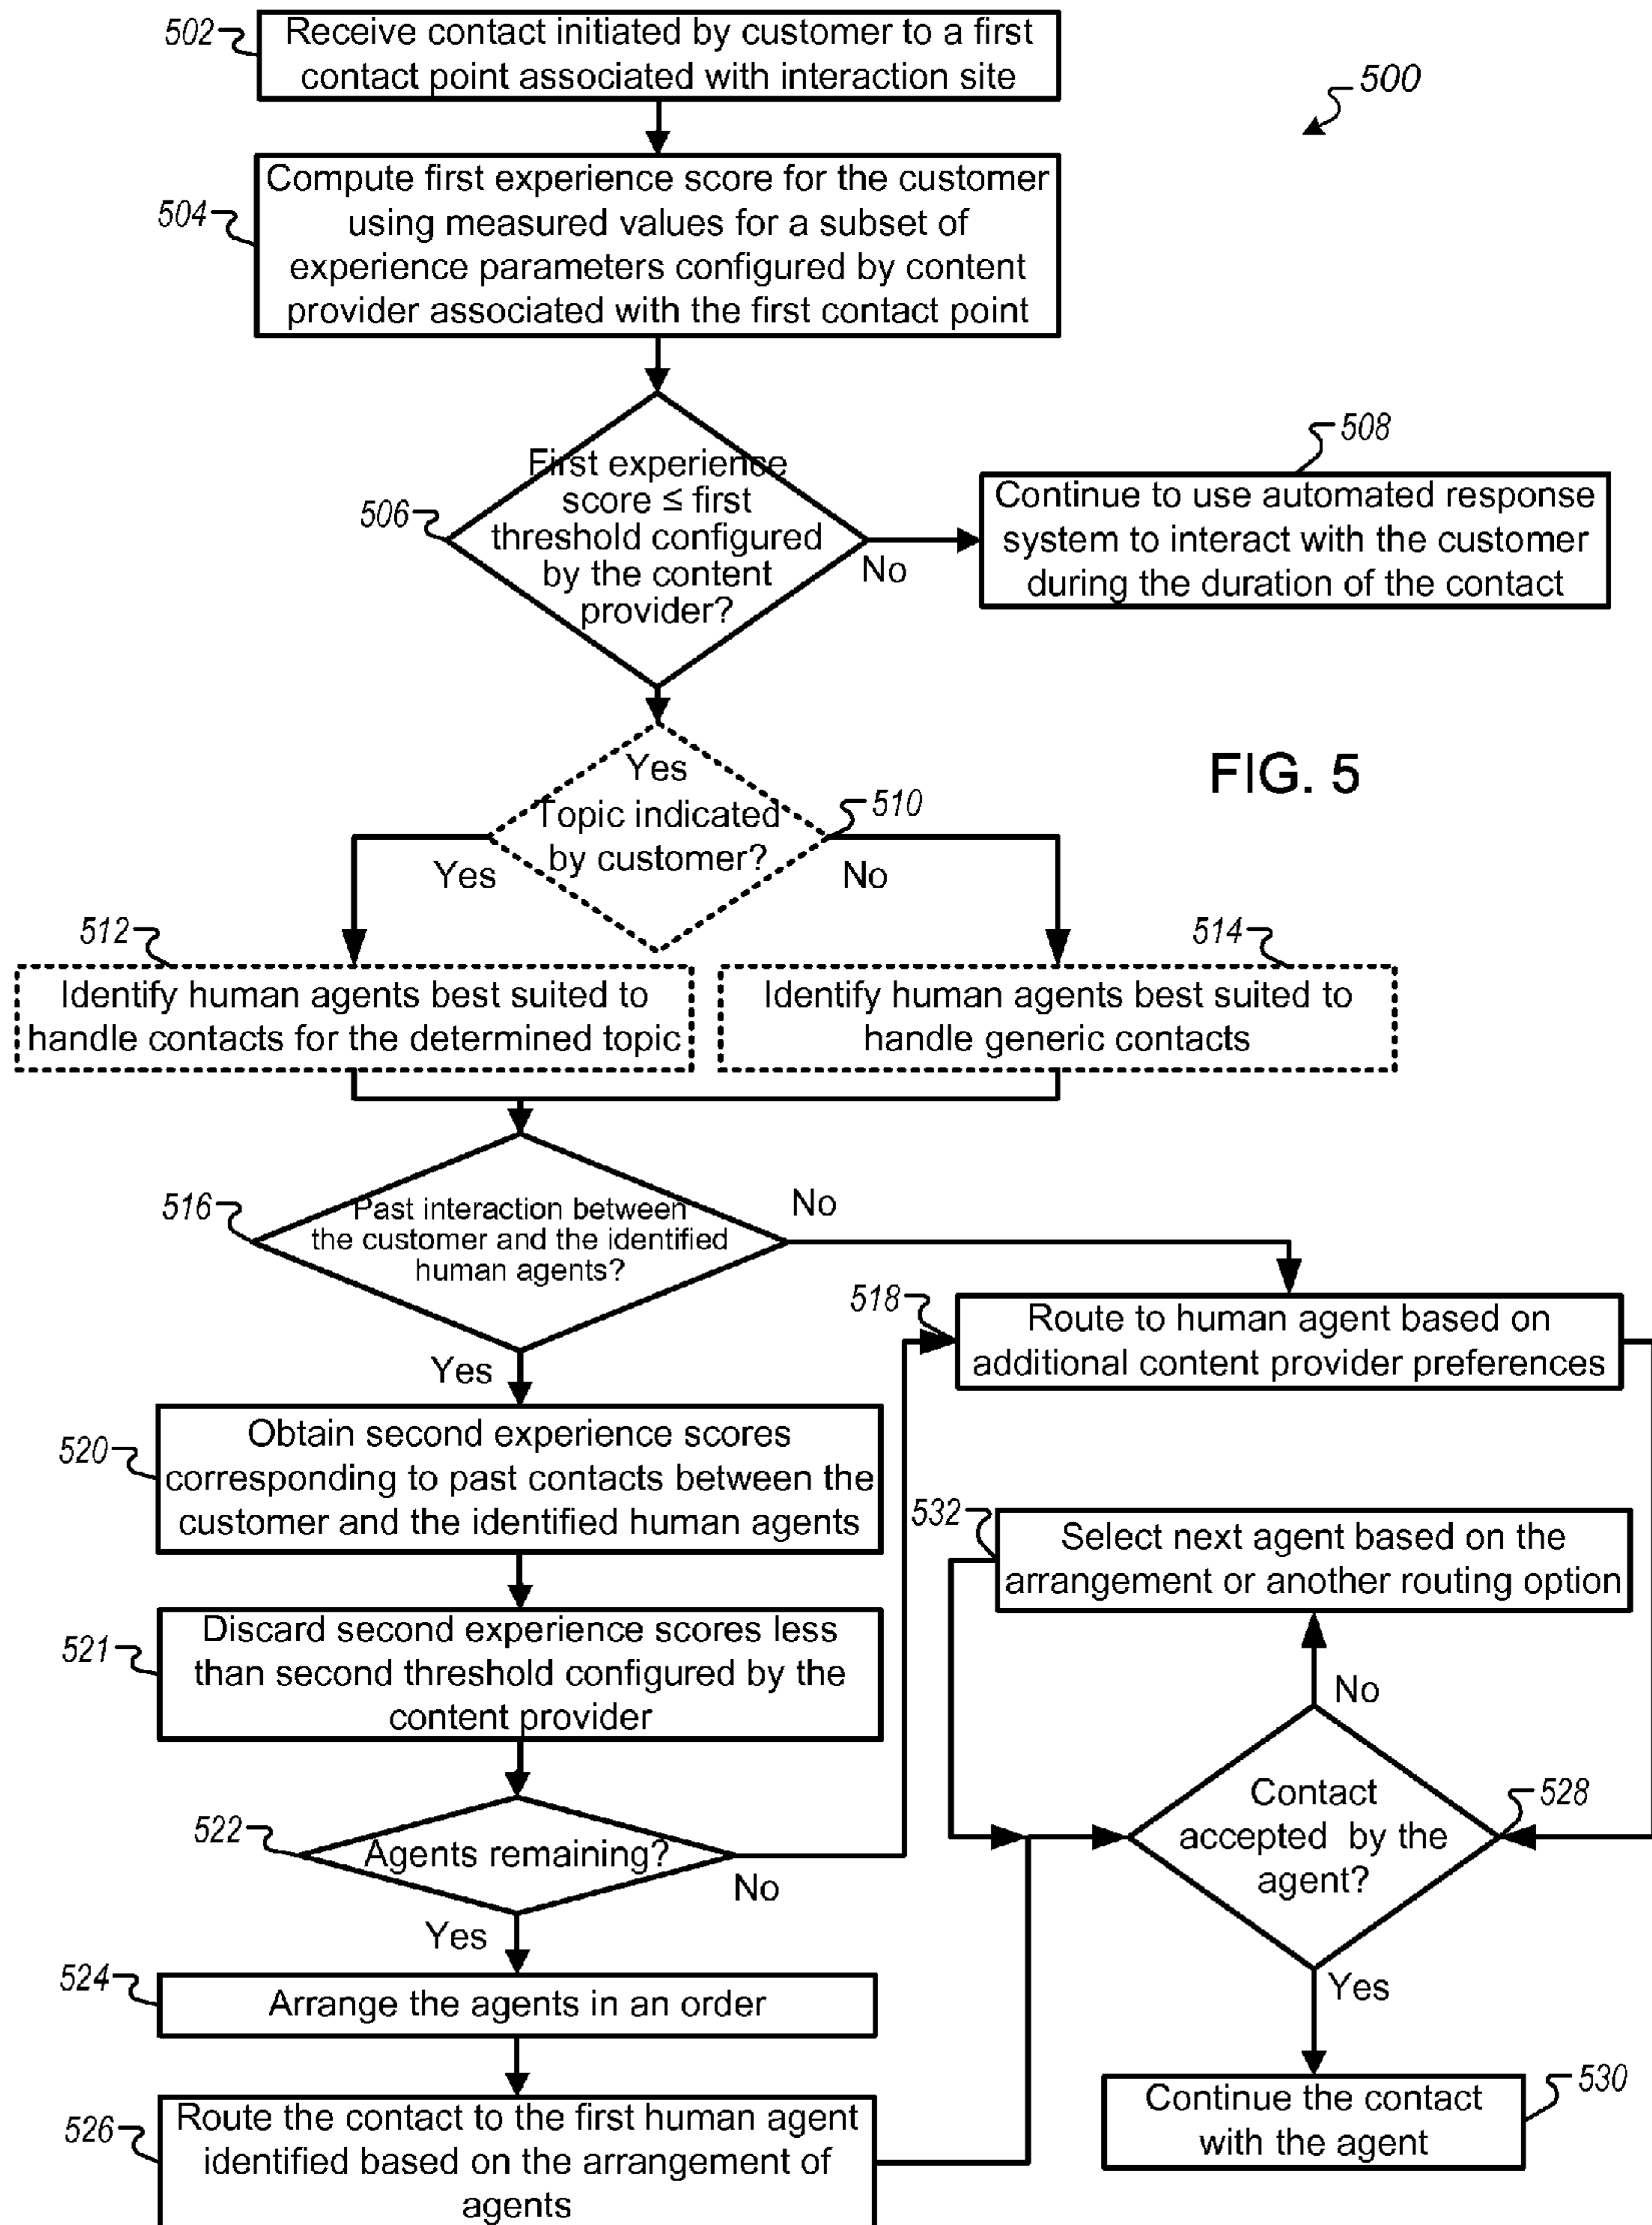 502
Receive contact initiated by customer to a first
contact point associated with interaction site
500
504
Compute first experience score for the customer
using measured values for a subset of
experience parameters configured by content
provider associated with the first contact point
506
First experience
score ≤ first
threshold configured
by the content
provider?
No
508
Continue to use automated response
system to interact with the customer
during the duration of the contact
FIG. 5
Yes
510
Topic indicated
by customer?
Yes
No
512
Identify human agents best suited to
handle contacts for the determined topic
514
Identify human agents best suited to
handle generic contacts
516
Past interaction between
the customer and the identified
human agents?
No
Yes
518
Route to human agent based on
additional content provider preferences
520
Obtain second experience scores
corresponding to past contacts between the
customer and the identified human agents
532
Select next agent based on the
arrangement or another routing option
521
Discard second experience scores less
than second threshold configured by the
content provider
No
522
Agents remaining?
No
Yes
528
Contact
accepted by the
agent?
Yes
524
Arrange the agents in an order
526
Route the contact to the first human agent
identified based on the arrangement of
agents
530
Continue the contact
with the agent